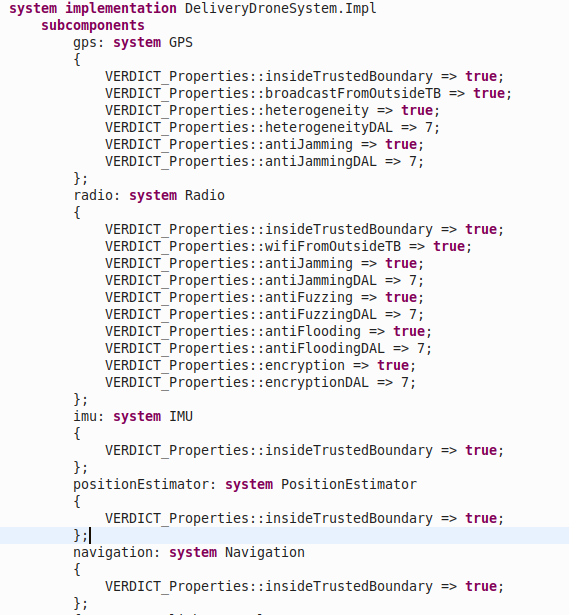 system implementation DeliveryDroneSystem.Impl
subcomponents
gps: system GPS
{
VERDICT_Properties::insideTrustedBoundary => true;
VERDICT_Properties::broadcastFromOutsideTB => true;
VERDICT_Properties::heterogeneity => true;
VERDICT_Properties::heterogeneityDAL => 7;
VERDICT_Properties::antiJamming => true;
VERDICT_Properties::antiJammingDAL => 7;
};
radio: system Radio
{
VERDICT_Properties::insideTrustedBoundary => true;
VERDICT_Properties::wifiFromOutsideTB => true;
VERDICT_Properties::antiJamming => true;
VERDICT_Properties::antiJammingDAL => 7;
VERDICT_Properties::antiFuzzing => true;
VERDICT_Properties::antiFuzzingDAL => 7;
VERDICT_Properties::antiFlooding => true;
VERDICT_Properties::antiFloodingDAL => 7;
VERDICT_Properties::encryption => true;
VERDICT_Properties::encryptionDAL => 7;
};
imu: system IMU
{
VERDICT_Properties::insideTrustedBoundary => true;
};
positionEstimator: system PositionEstimator
{
VERDICT_Properties::insideTrustedBoundary => true;
};
navigation: system Navigation
{
VERDICT_Properties::insideTrustedBoundary => true;
};